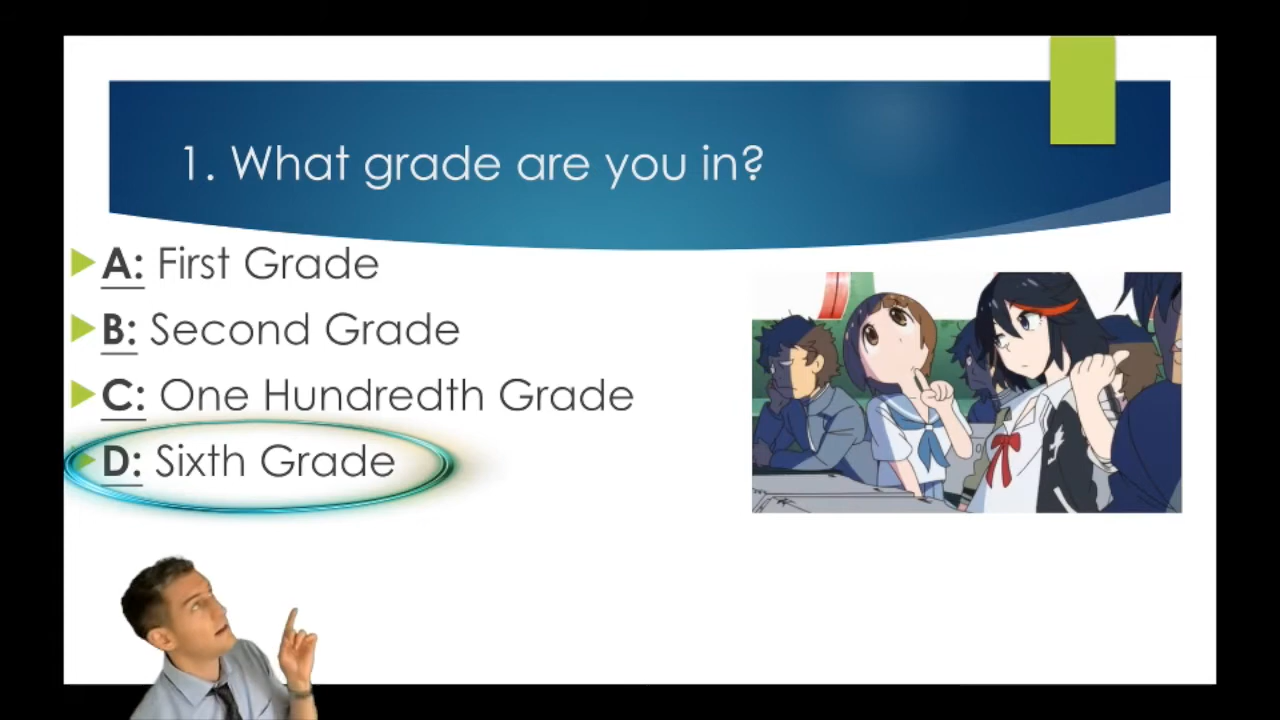 1. What grade are you in?
A: First Grade
B: Second Grade
C: One Hundredth Grade
D: Sixth Grade